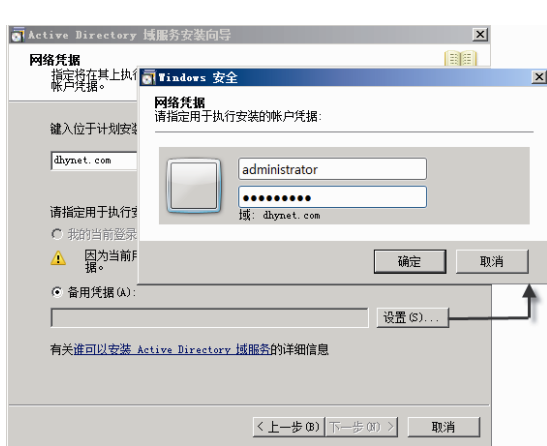 Active Directory 域服务安装向导
网络凭据
指定将在其上执行
帐户凭据。
键入位于计划安装
dhynet.com
请指定用于执行安
我的当前登录
因为当前用
据。
备用凭据(A):
设置(S)...
有关谁可以安装 Active Directory 域服务的详细信息
< 上一步(B)
下一步(N) >
取消
Windows 安全
网络凭据
请指定用于执行安装的帐户凭据:
administrator
●●●●●●●●●
域: dhynet.com
确定
取消